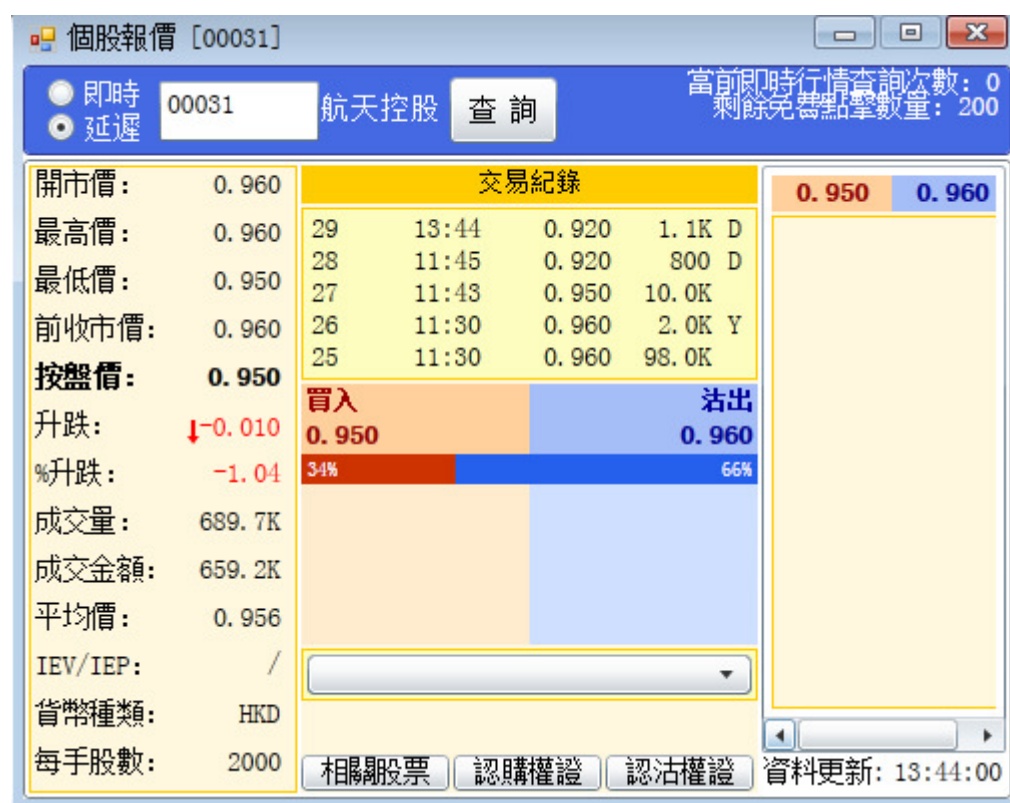 個股報價 [00031]
即時
延遲
00031
航天控股
查 詢
當前即時行情查詢次數: 0
剩餘免費點擊數量: 200
開市價: 0.960
最高價: 0.960
最低價: 0.950
前收市價: 0.960
按盤價: 0.950
升跌: ↓-0.010
%升跌: -1.04
成交量: 689.7K
成交金額: 659.2K
平均價: 0.956
IEV/IEP: /
貨幣種類: HKD
每手股數: 2000
交易紀錄
29 13:44 0.920 1.1K D
28 11:45 0.920 800 D
27 11:43 0.950 10.0K
26 11:30 0.960 2.0K Y
25 11:30 0.960 98.0K
買入 沽出
0.950 0.960
34% 66%
相關股票 認購權證 認沽權證
0.950 0.960
資料更新: 13:44:00